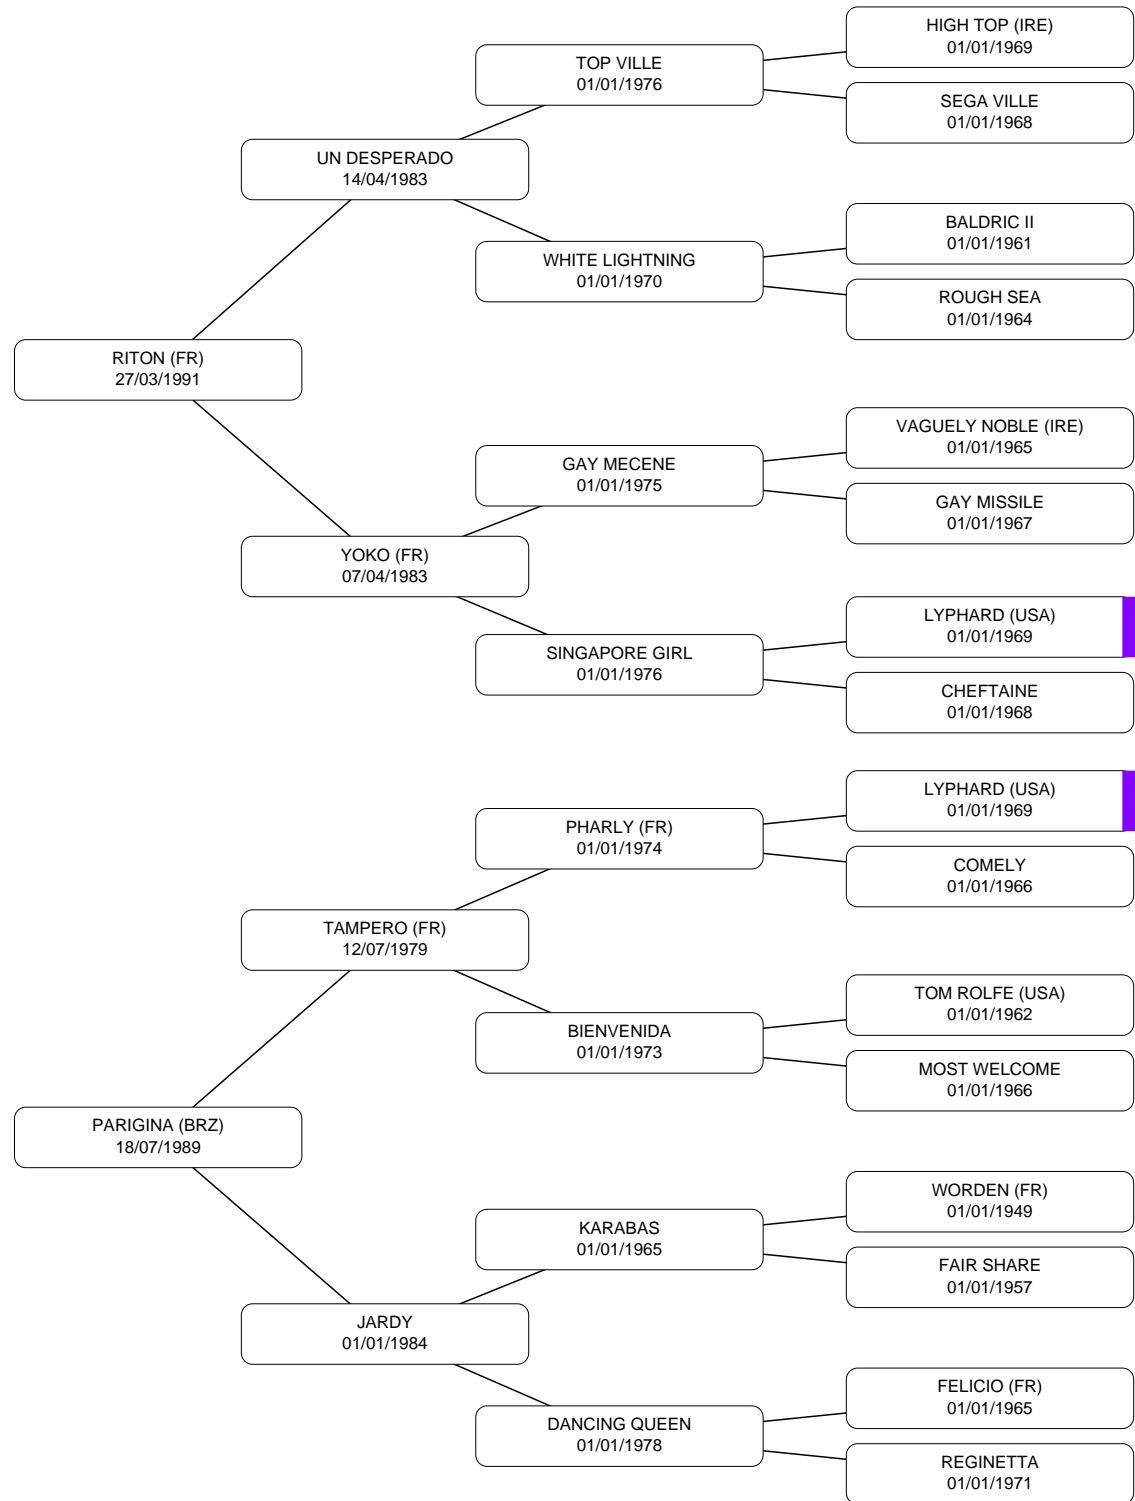 HIGH TOP (IRE)
01/01/1969
TOP VILLE
01/01/1976
SEGA VILLE
01/01/1968
UN DESPERADO
14/04/1983
BALDRIC II
01/01/1961
WHITE LIGHTNING
01/01/1970
ROUGH SEA
01/01/1964
RITON (FR)
27/03/1991
VAGUELY NOBLE (IRE)
01/01/1965
GAY MECENE
01/01/1975
GAY MISSILE
01/01/1967
YOKO (FR)
07/04/1983
LYPHARD (USA)
01/01/1969
SINGAPORE GIRL
01/01/1976
CHEFTAINE
01/01/1968
LYPHARD (USA)
01/01/1969
PHARLY (FR)
01/01/1974
COMELY
01/01/1966
TAMPERO (FR)
12/07/1979
TOM ROLFE (USA)
01/01/1962
BIENVENIDA
01/01/1973
MOST WELCOME
01/01/1966
PARIGINA (BRZ)
18/07/1989
WORDEN (FR)
01/01/1949
KARABAS
01/01/1965
FAIR SHARE
01/01/1957
JARDY
01/01/1984
FELICIO (FR)
01/01/1965
DANCING QUEEN
01/01/1978
REGINETTA
01/01/1971